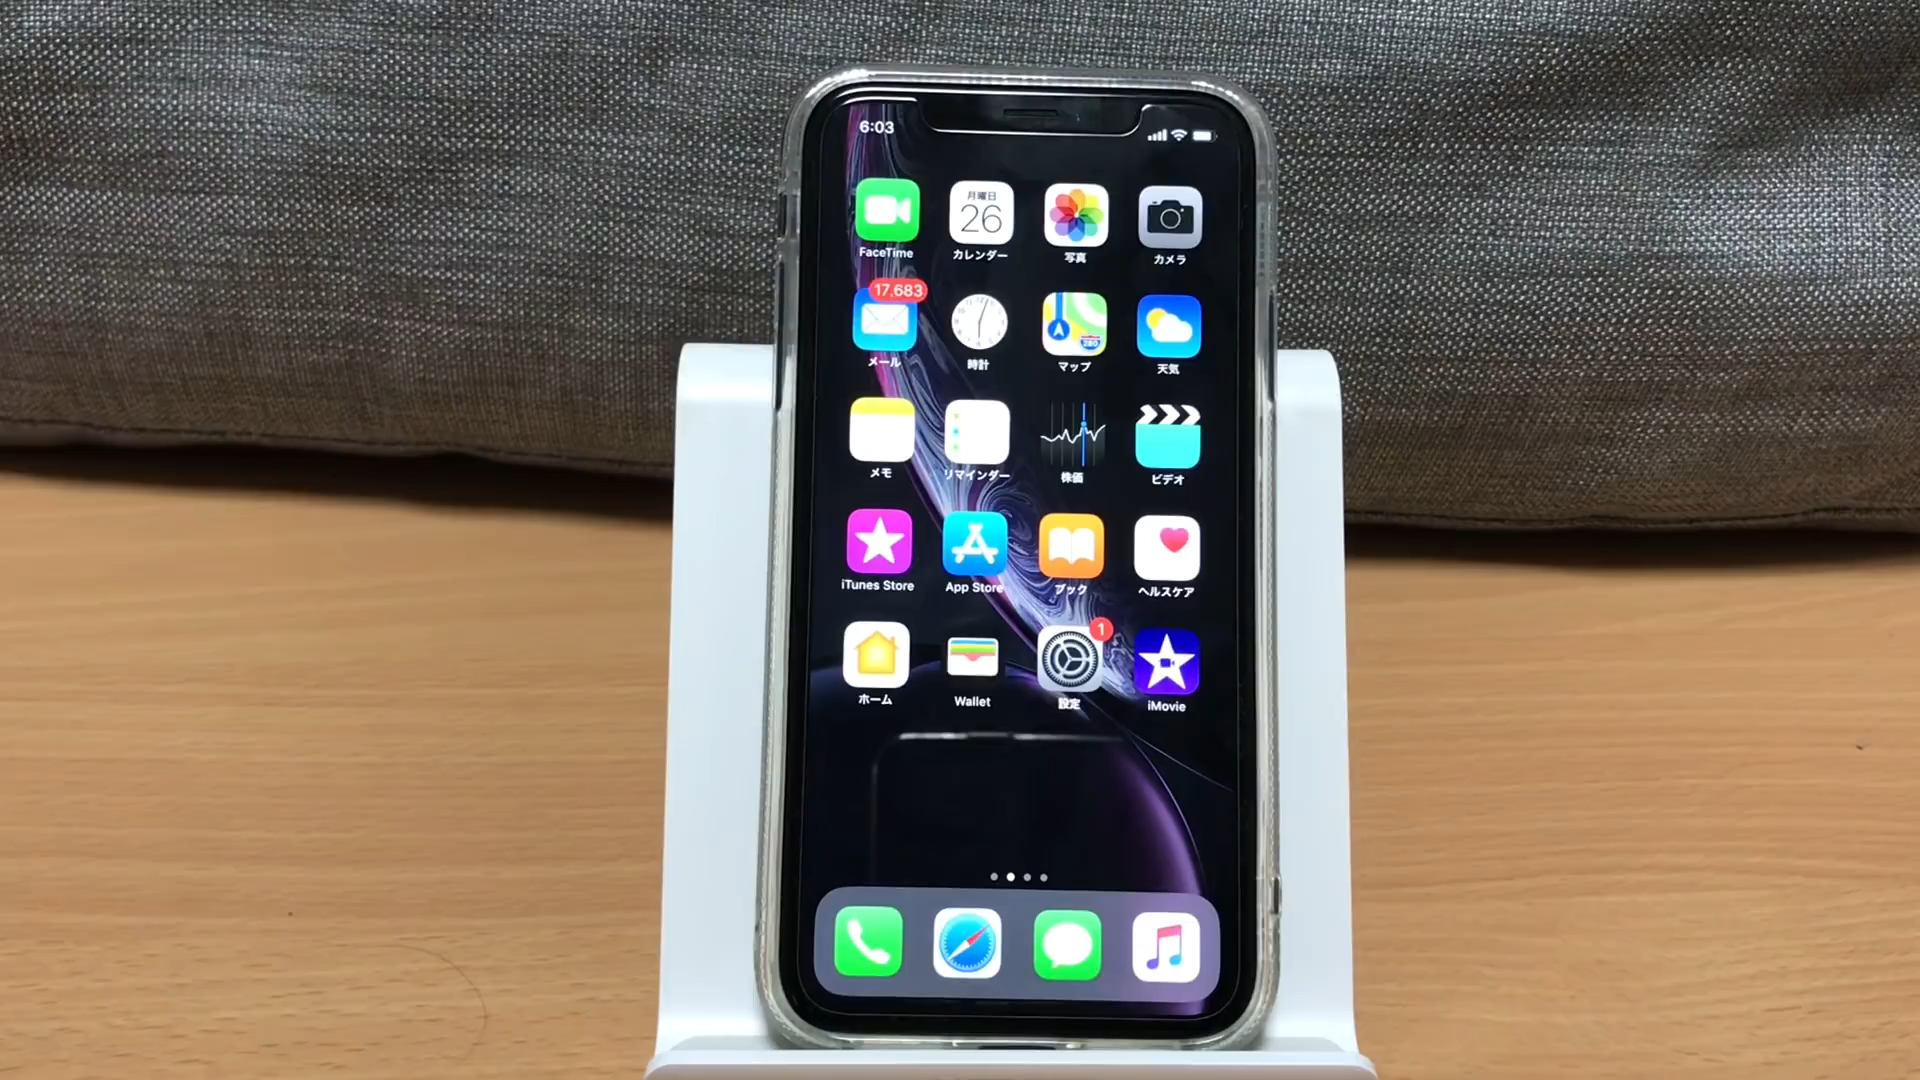 6:03
月曜日
26
FaceTime
カレンダー
写真
カメラ
17,683
280
メール
時計
マップ
天気
メモ
リマインダー
株価
ビデオ
iTunes Store
App Store
ブック
ヘルスケア
1
ホーム
Wallet
設定
iMovie